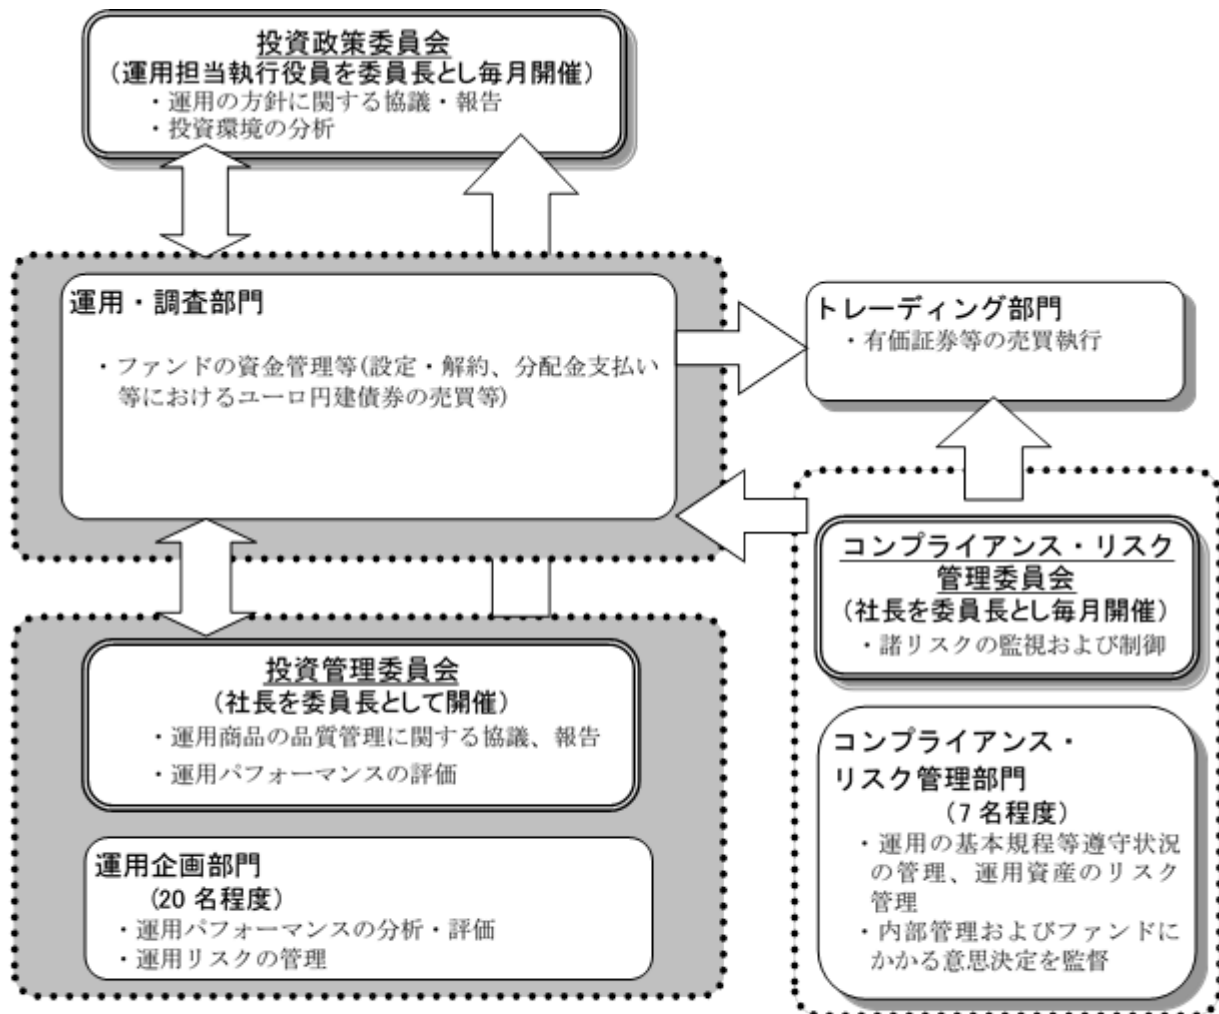 投資政策委員会
(運用担当執行役員を委員長とし毎月開催)
・運用の方針に関する協議・報告
・投資環境の分析
運用・調査部門
・ファンドの資金管理等(設定・解約、分配金支払い
等におけるユーロ円建債券の売買等)
トレーディング部門
・有価証券等の売買執行
投資管理委員会
(社長を委員長として開催)
・運用商品の品質管理に関する協議、報告
・運用パフォーマンスの評価
運用企画部門
(20 名程度)
・運用パフォーマンスの分析・評価
・運用リスクの管理
コンプライアンス・リスク
管理委員会
(社長を委員長とし毎月開催)
・諸リスクの監視および制御
コンプライアンス・
リスク管理部門
(7 名程度)
・運用の基本規程等遵守状況
の管理、運用資産のリスク
管理
・内部管理およびファンドに
かかる意思決定を監督